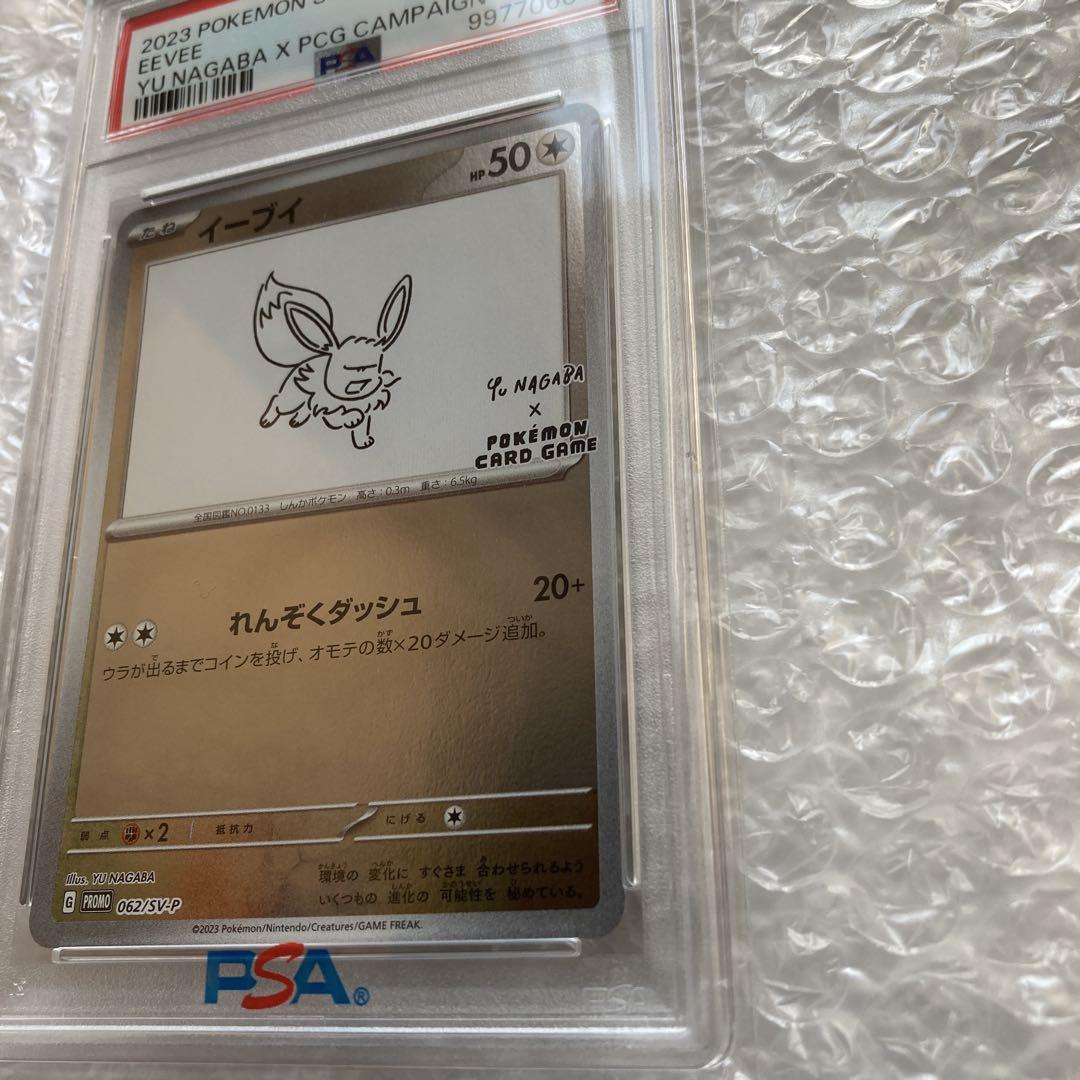 2023 POKEMON S
EEVEE
YU NAGABA X PCG CAMPAIGN
PSA
たね
イーブイ
HP 50
Yu NAGABA
×
POKÉMON
CARD GAME
全国図鑑NO.0133 しんかポケモン 高さ:0.3m 重さ:6.5kg
れんぞくダッシュ 20+
ウラが出るまでコインを投げ、オモテの数×20ダメージ追加。
弱点 ×2 抵抗力 にげる
Illus. YU NAGABA
環境の 変化に すぐさま 合わせられるよう
いくつもの 進化の 可能性を 秘めている。
G PROMO 062/SV-P
©2023 Pokémon/Nintendo/Creatures/GAME FREAK.
PSA®